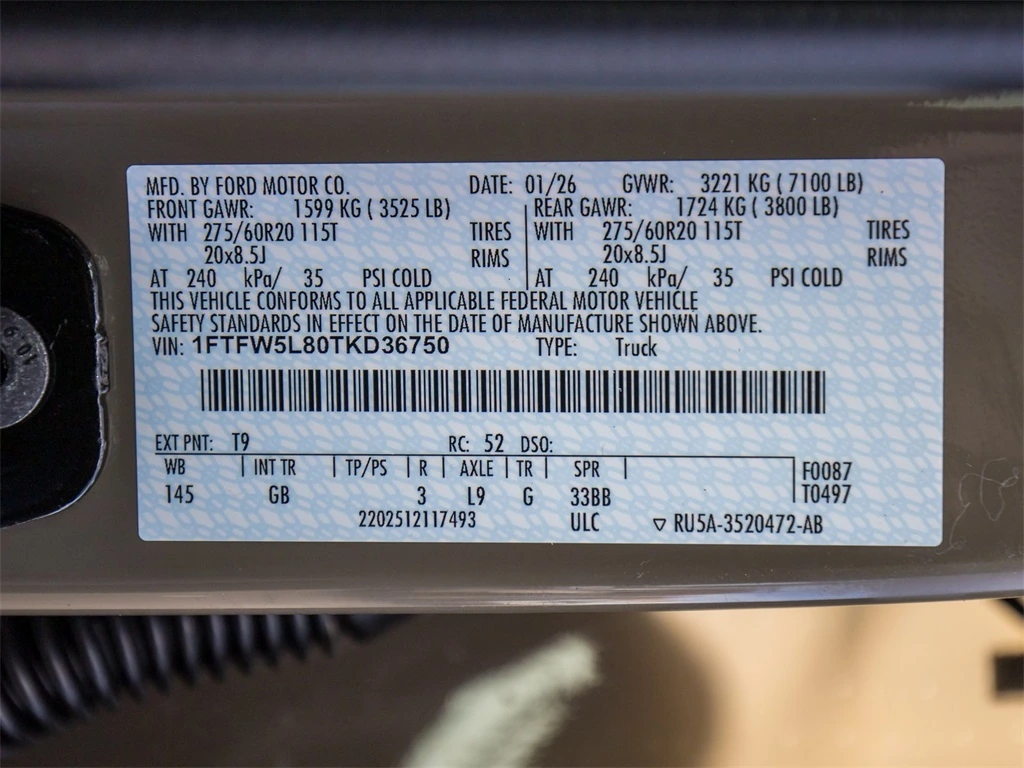 MFD. BY FORD MOTOR CO. DATE: 01/26 GVWR: 3221 KG ( 7100 LB)
FRONT GAWR: 1599 KG ( 3525 LB) REAR GAWR: 1724 KG ( 3800 LB)
WITH 275/60R20 115T TIRES WITH 275/60R20 115T TIRES
20x8.5J RIMS 20x8.5J RIMS
AT 240 kPa/ 35 PSI COLD AT 240 kPa/ 35 PSI COLD
THIS VEHICLE CONFORMS TO ALL APPLICABLE FEDERAL MOTOR VEHICLE
SAFETY STANDARDS IN EFFECT ON THE DATE OF MANUFACTURE SHOWN ABOVE.
VIN: 1FTFW5L80TKD36750 TYPE: Truck
EXT PNT: T9 RC: 52 DSO:
WB INT TR TP/PS R AXLE TR SPR F0087
145 GB 3 L9 G 33BB T0497
2202512117493 ULC ▽ RU5A-3520472-AB